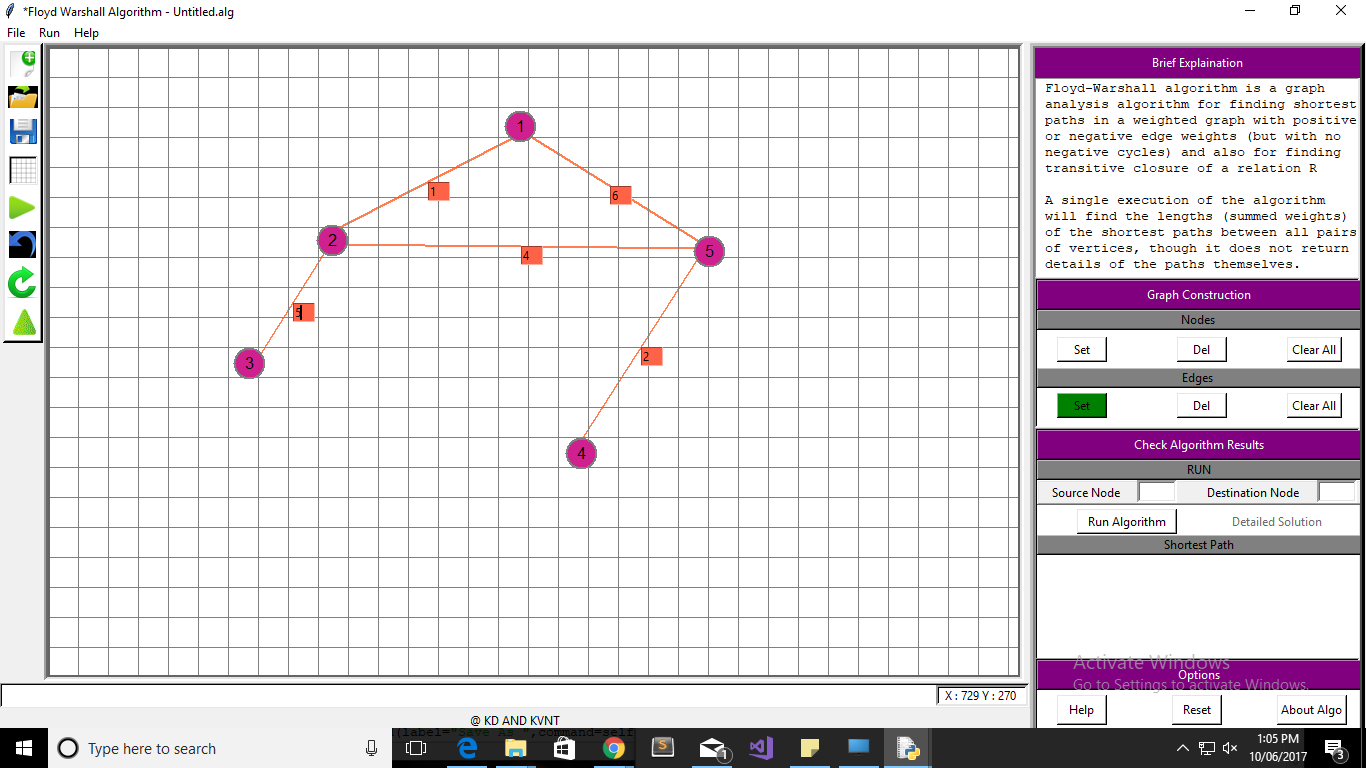 *Floyd Warshall Algorithm - Untitled.alg
File Run Help
1
1
6
2
4
5
5
3
2
4
Brief Explaination
Floyd-Warshall algorithm is a graph
analysis algorithm for finding shortest
paths in a weighted graph with positive
or negative edge weights (but with no
negative cycles) and also for finding
transitive closure of a relation R
A single execution of the algorithm
will find the lengths (summed weights)
of the shortest paths between all pairs
of vertices, though it does not return
details of the paths themselves.
Graph Construction
Nodes
Set Del Clear All
Edges
Set Del Clear All
Check Algorithm Results
RUN
Source Node Destination Node
Run Algorithm Detailed Solution
Shortest Path
Activate Windows
Go to Settings to activate Windows.
Options
Help Reset About Algo
X : 729 Y : 270
@ KD AND KVNT
(label="Save As ",command=self
Type here to search
1
1:05 PM
10/06/2017
3